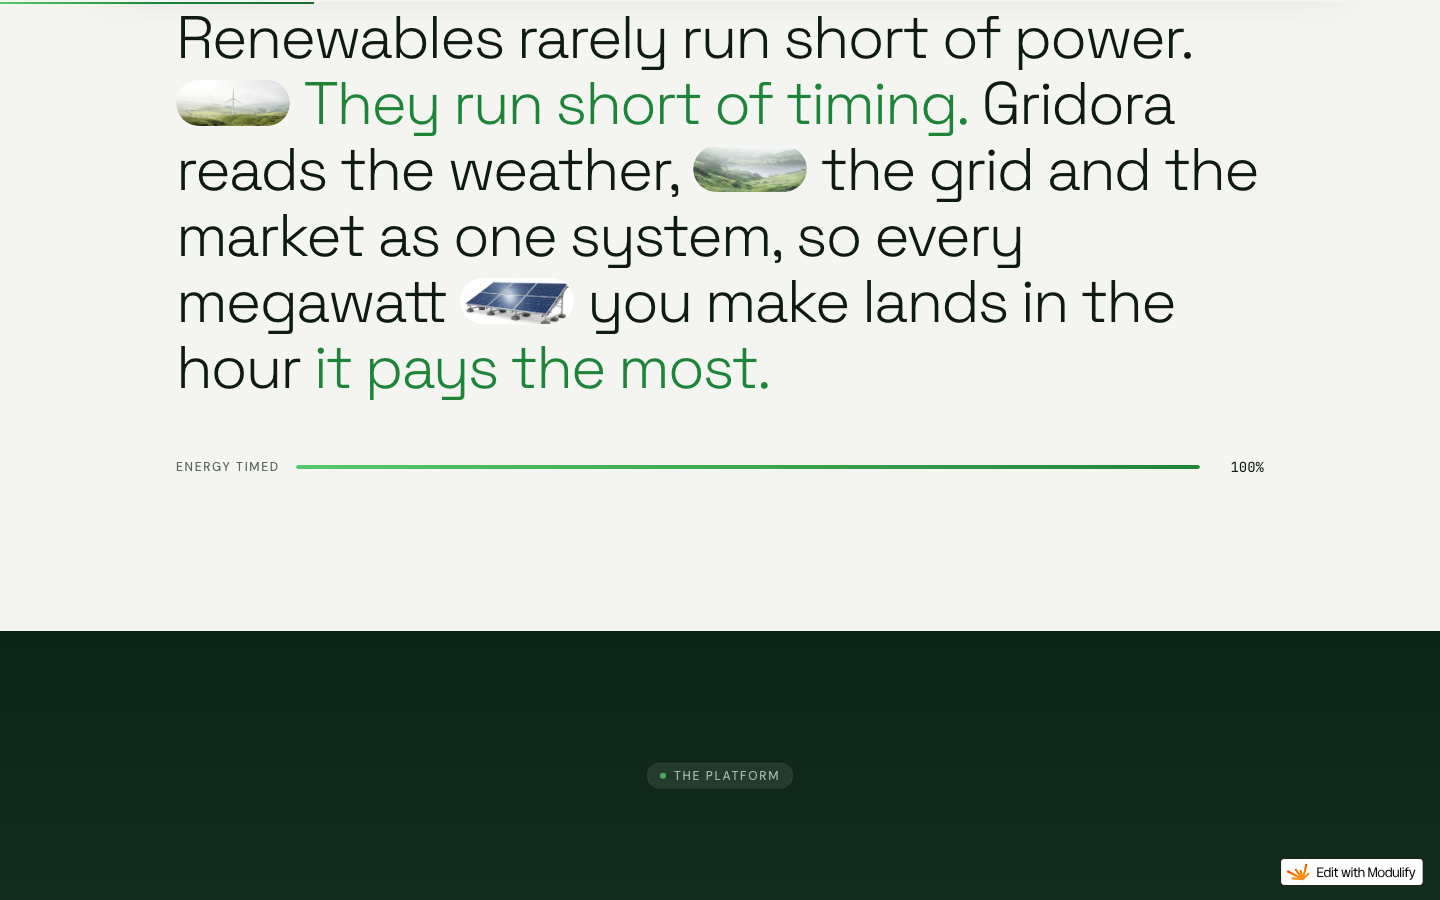 Renewables rarely run short of power.
They run short of timing. Gridora
reads the weather, the grid and the
market as one system, so every
megawatt you make lands in the
hour it pays the most.
ENERGY TIMED 100%
THE PLATFORM
Edit with Modulify